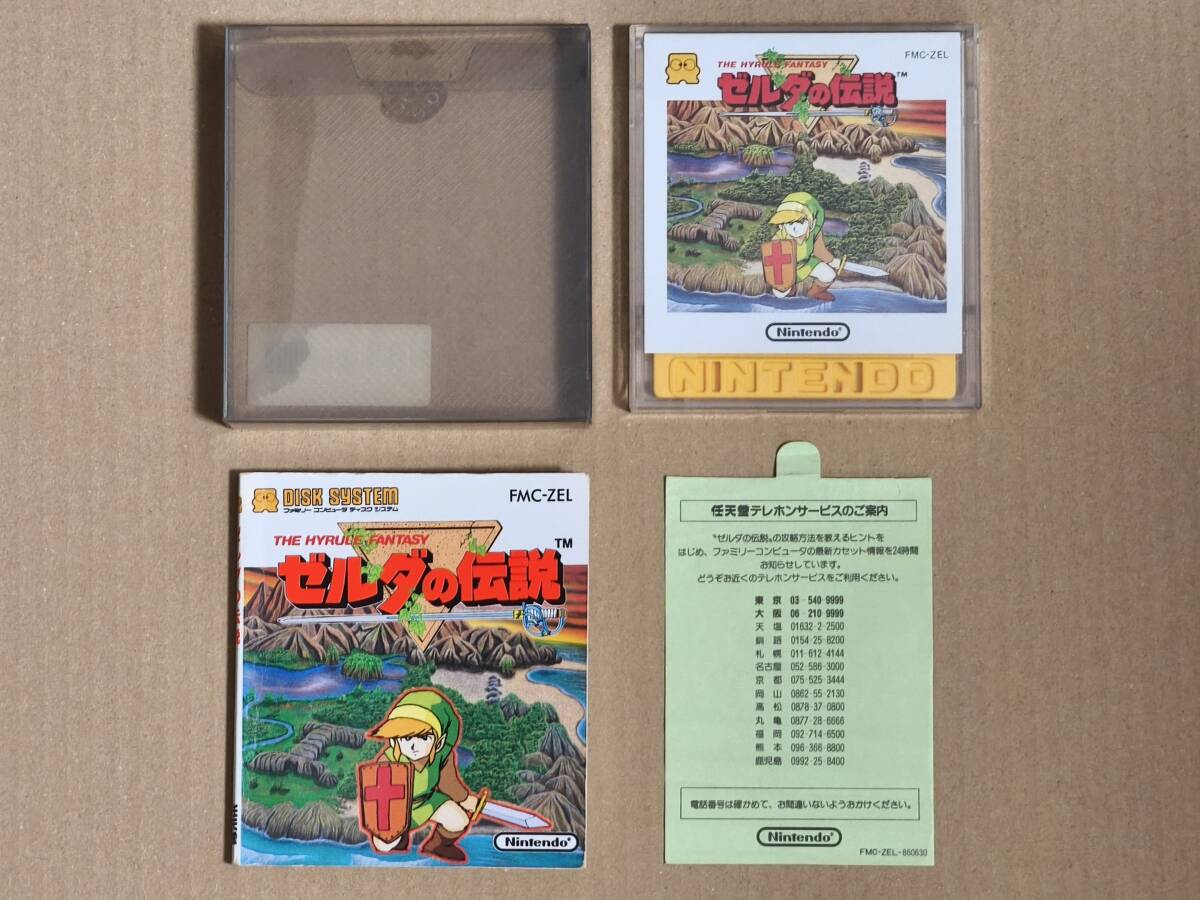 FMC-ZEL
THE HYRULE FANTASY
ゼルダの伝説™
Nintendo
NINTENDO
DISK SYSTEM
ファミリー コンピュータ ディスク システム
FMC-ZEL
THE HYRULE FANTASY
ゼルダの伝説™
Nintendo
任天堂テレホンサービスのご案内
〝ゼルダの伝説〟の攻略方法を教えるヒントを
はじめ、ファミリーコンピュータの最新カセット情報を24時間
お知らせしています。
どうぞお近くのテレホンサービスをご利用ください。
東京 03-540-9999
大阪 06-210-9999
天塩 01632-2-2500
釧路 0154-25-8200
札幌 011-612-4144
名古屋 052-586-3000
京都 075-525-3444
岡山 0862-55-2130
高松 0878-37-0800
丸亀 0877-28-6666
福岡 092-714-6500
熊本 096-366-8800
鹿児島 0992-25-8400
電話番号は確かめて、お間違いないようおかけください。
Nintendo
FMC-ZEL-860630